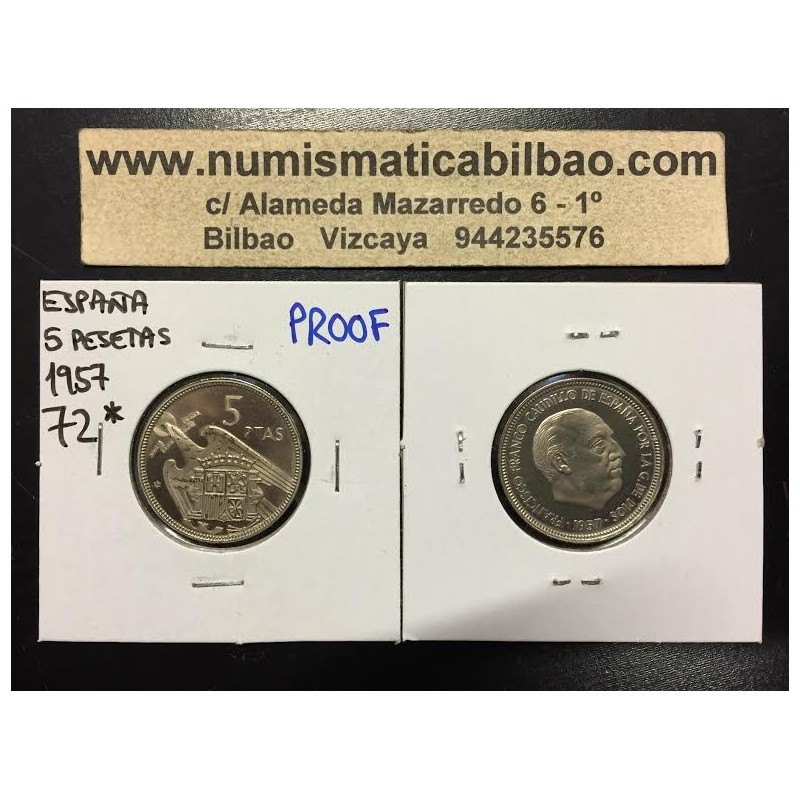 www.numismaticabilbao.com
c/ Alameda Mazarredo 6 - 1º
Bilbao Vizcaya 944235576
ESPAÑA
5 PESETAS
1957
72*
PROOF
5
PTAS
FRANCISCO FRANCO CAUDILLO DE ESPAÑA POR LA G. DE DIOS
· 1957 ·